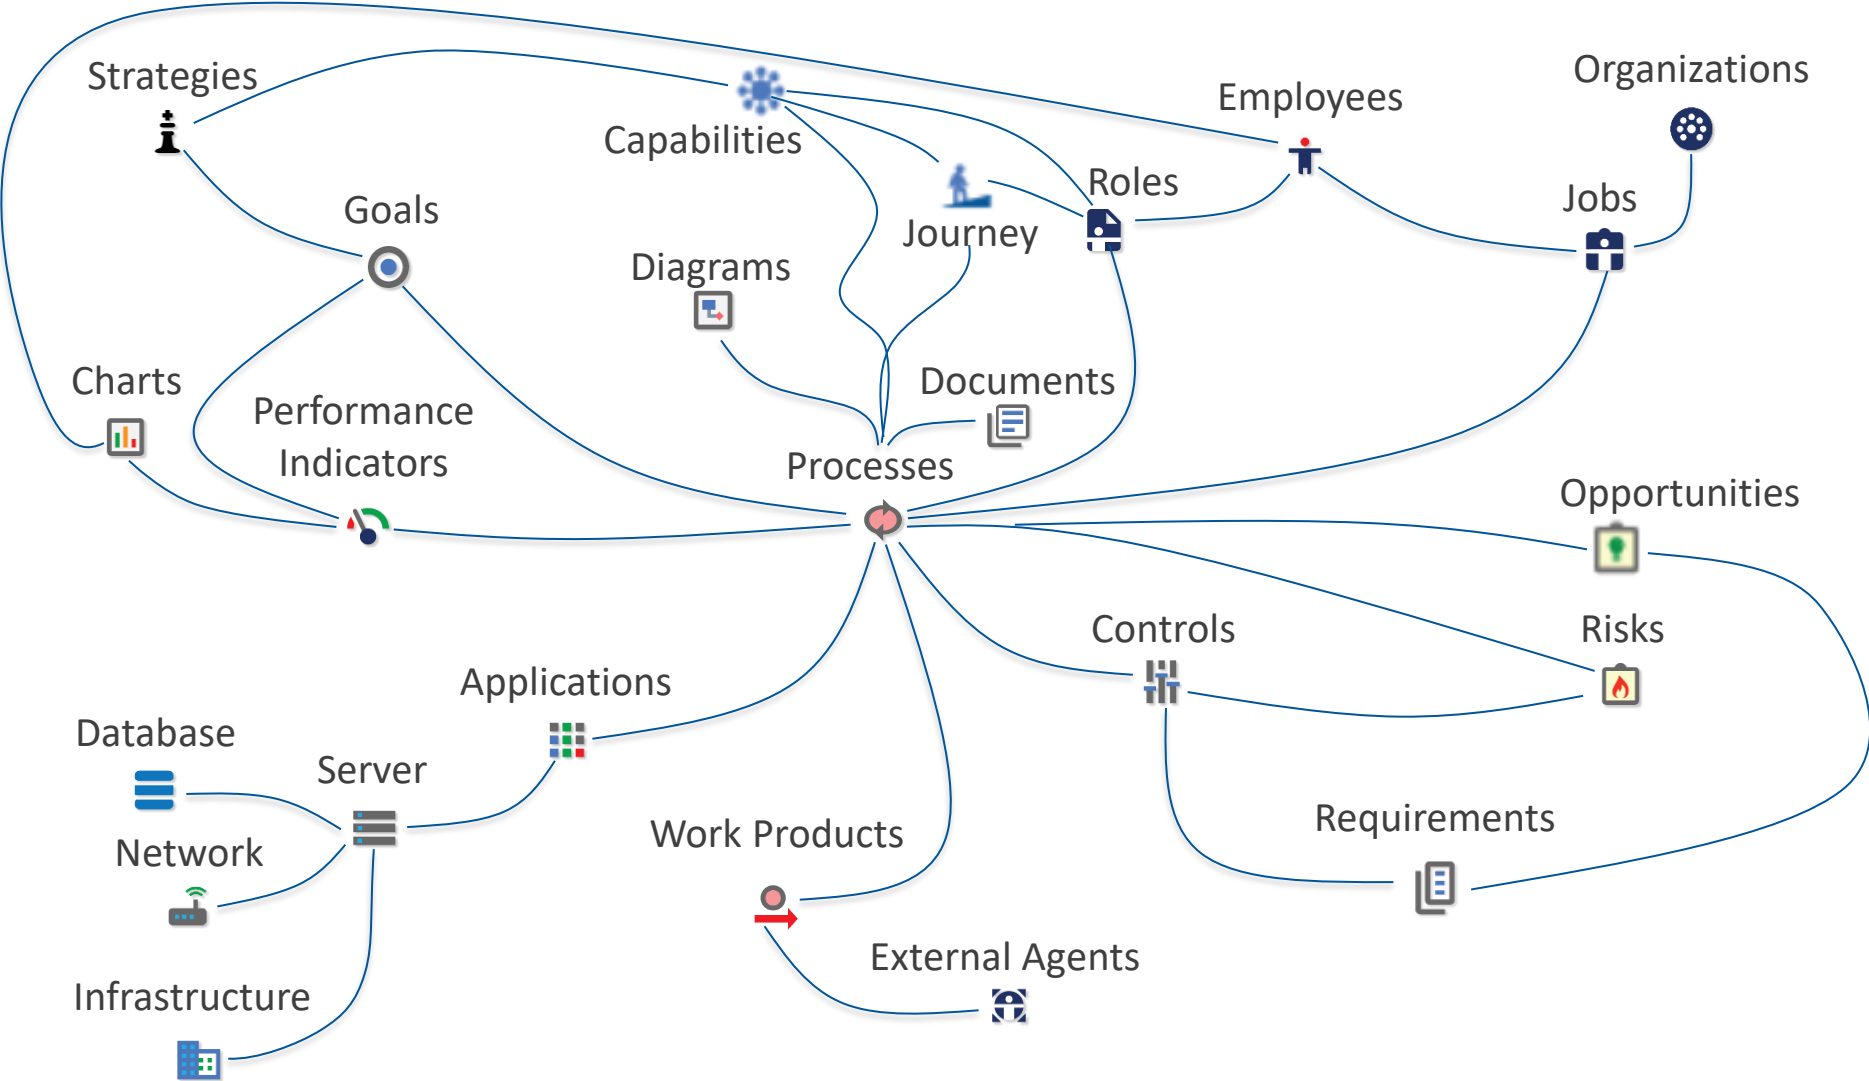 Strategies
Organizations
Employees
Capabilities
Roles
Jobs
Goals
Journey
Diagrams
Charts
Documents
Performance
Indicators
Processes
Opportunities
Controls
Risks
Applications
Database
Server
Requirements
Work Products
Network
External Agents
Infrastructure